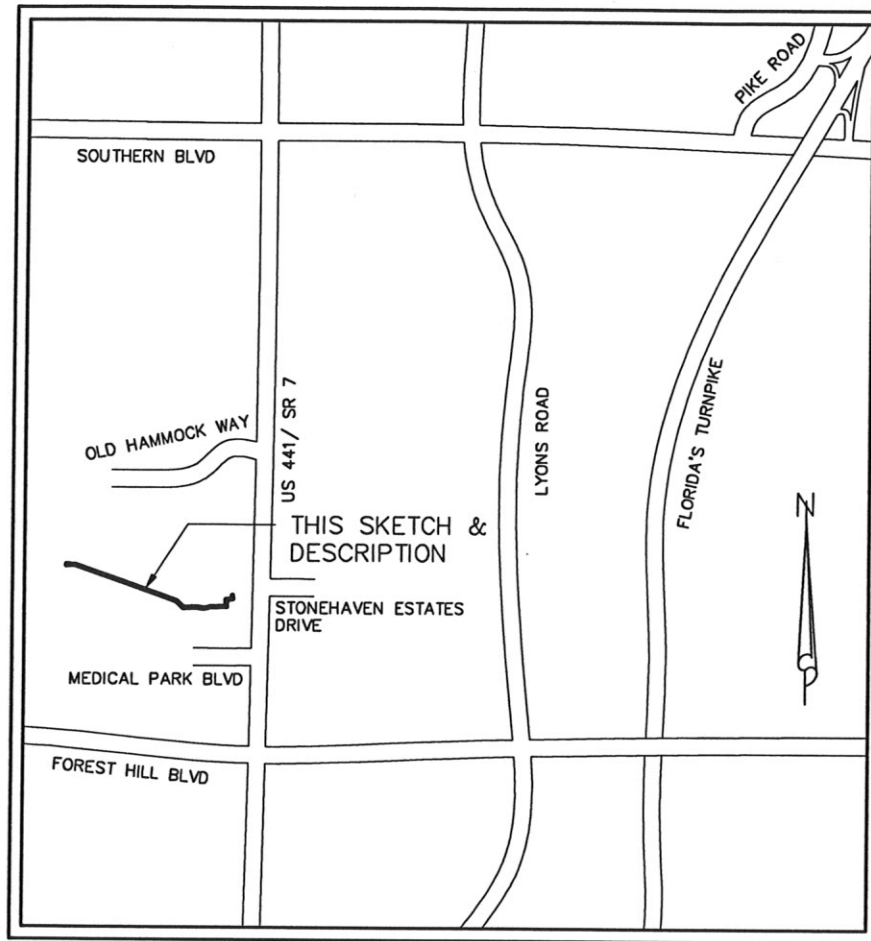 PIKE ROAD
SOUTHERN BLVD
US 441/ SR 7
OLD HAMMOCK WAY
LYONS ROAD
FLORIDA'S TURNPIKE
THIS SKETCH &
DESCRIPTION
N
STONEHAVEN ESTATES
DRIVE
MEDICAL PARK BLVD
FOREST HILL BLVD